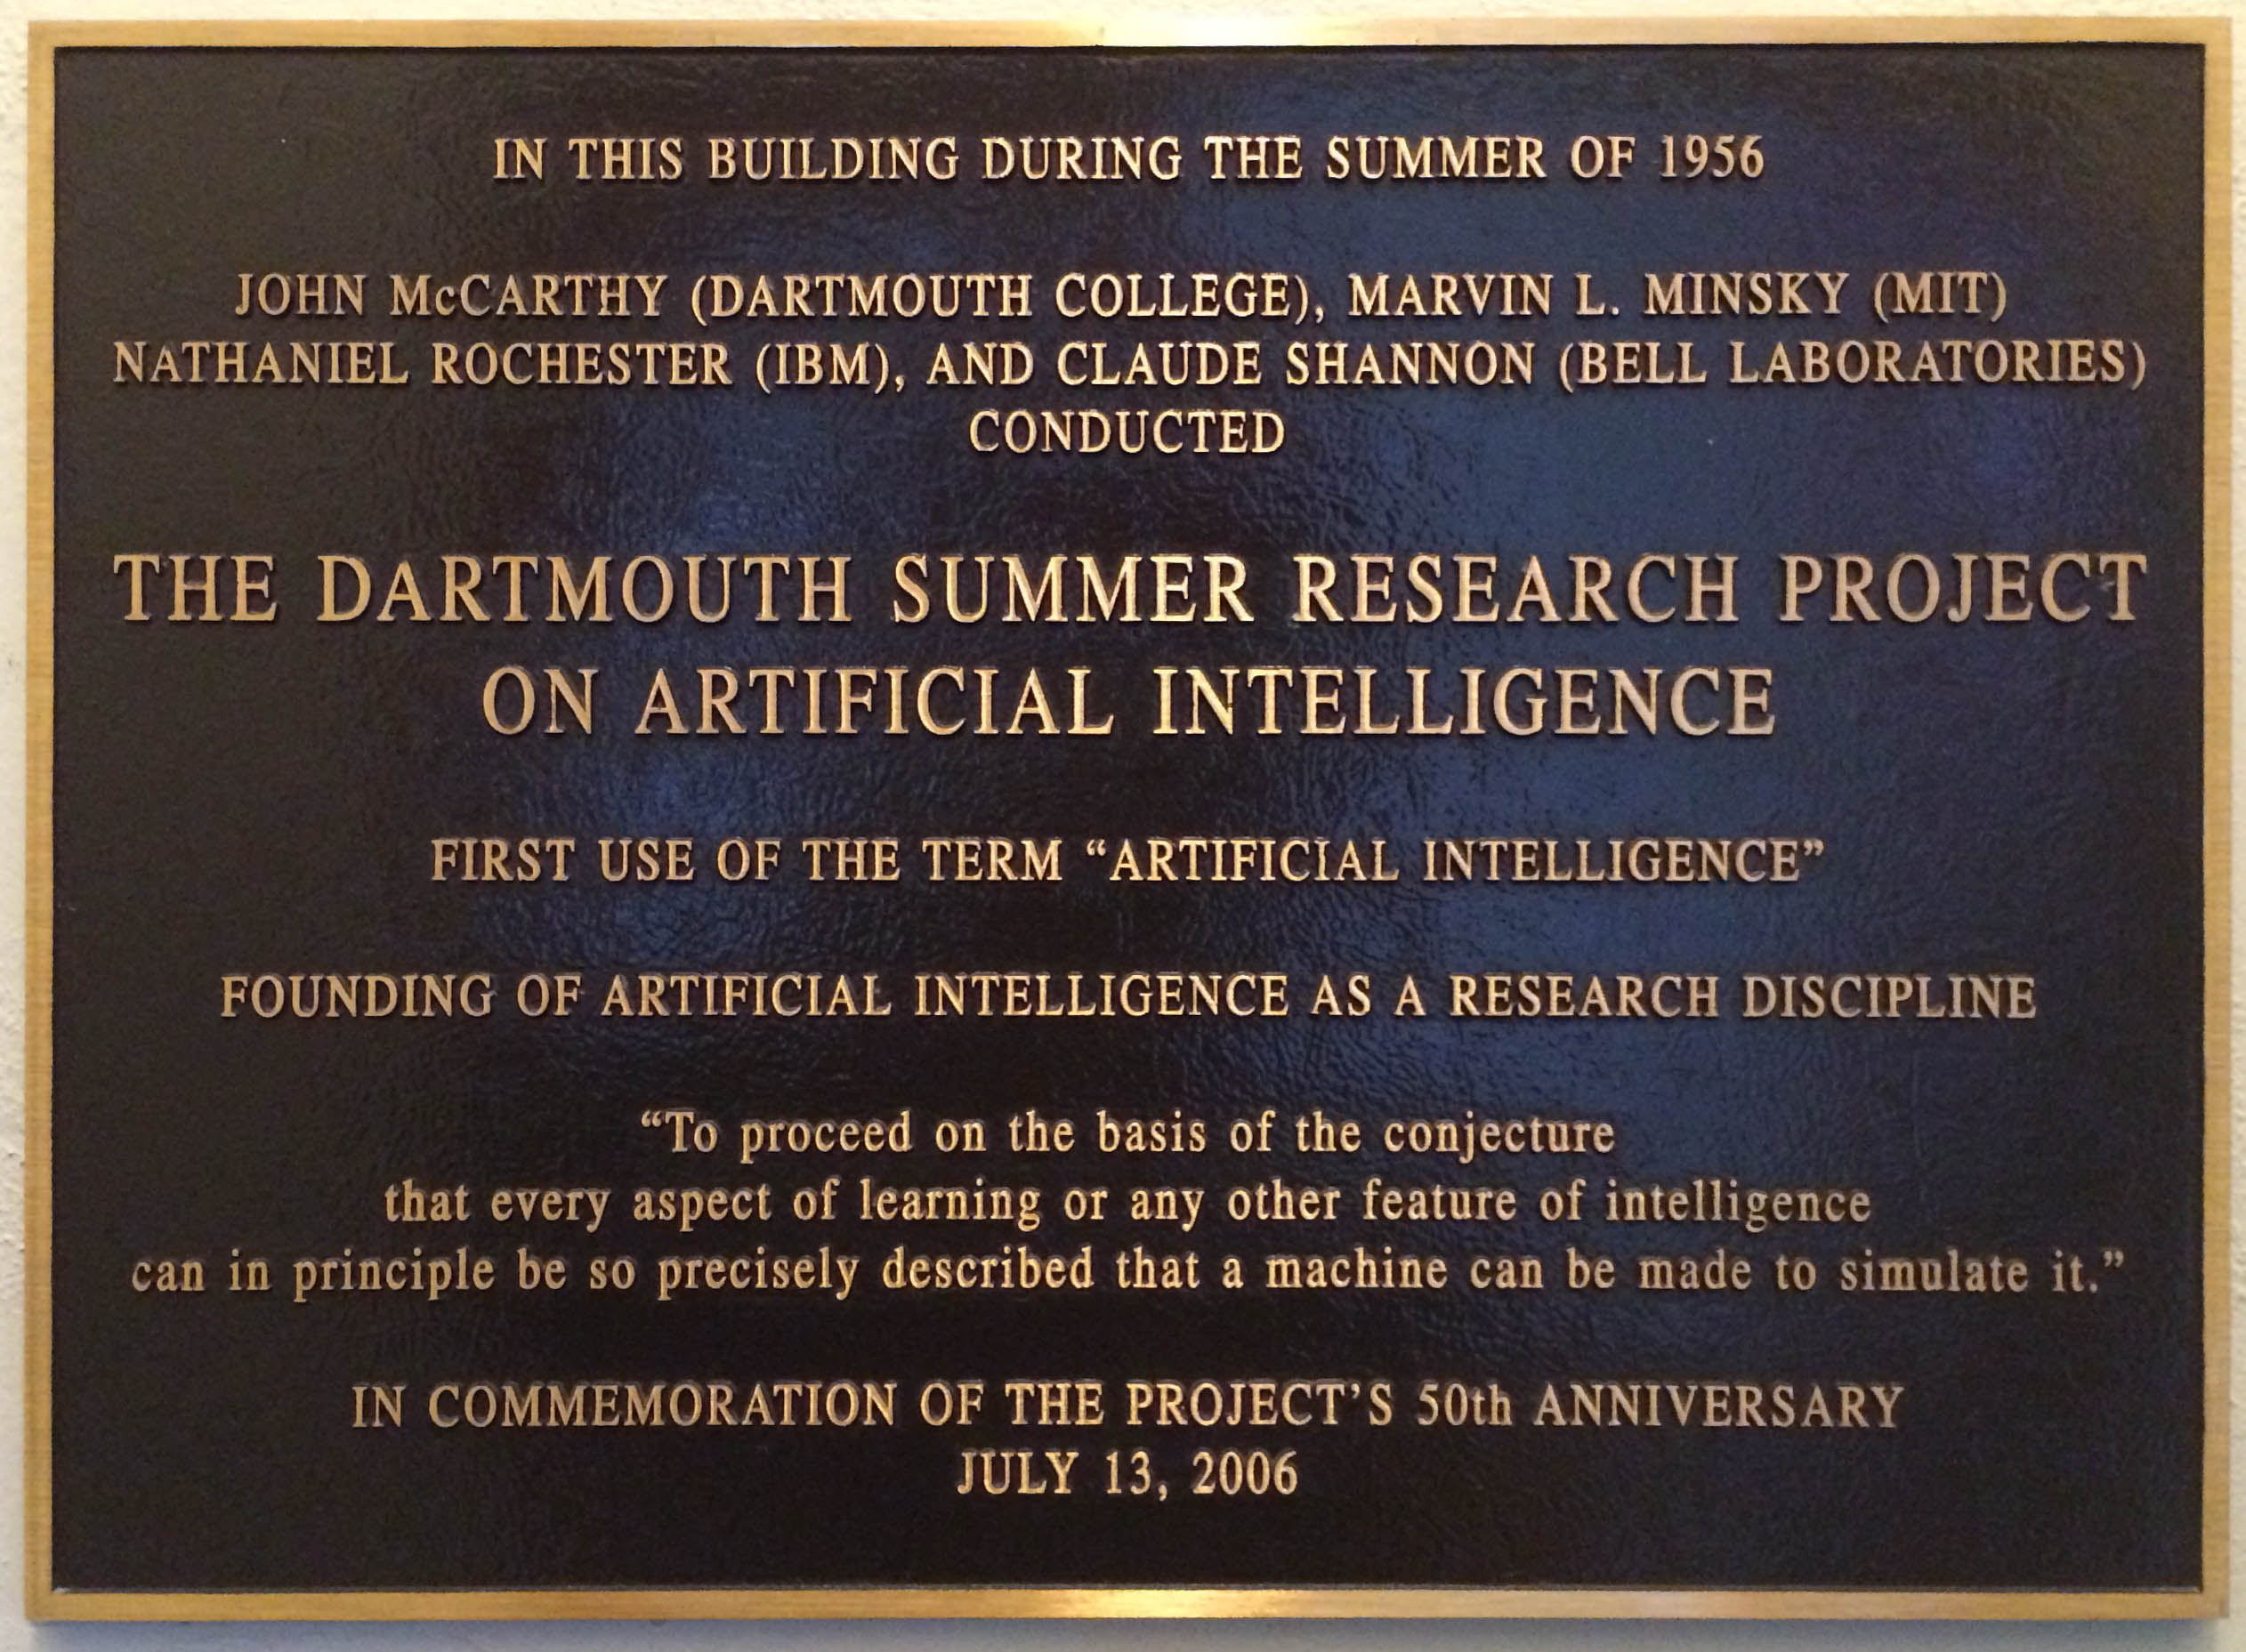 IN THIS BUILDING DURING THE SUMMER OF 1956
JOHN McCARTHY (DARTMOUTH COLLEGE), MARVIN L. MINSKY (MIT)
NATHANIEL ROCHESTER (IBM), AND CLAUDE SHANNON (BELL LABORATORIES)
CONDUCTED
THE DARTMOUTH SUMMER RESEARCH PROJECT
ON ARTIFICIAL INTELLIGENCE
FIRST USE OF THE TERM “ARTIFICIAL INTELLIGENCE”
FOUNDING OF ARTIFICIAL INTELLIGENCE AS A RESEARCH DISCIPLINE
“To proceed on the basis of the conjecture
that every aspect of learning or any other feature of intelligence
can in principle be so precisely described that a machine can be made to simulate it.”
IN COMMEMORATION OF THE PROJECT’S 50th ANNIVERSARY
JULY 13, 2006